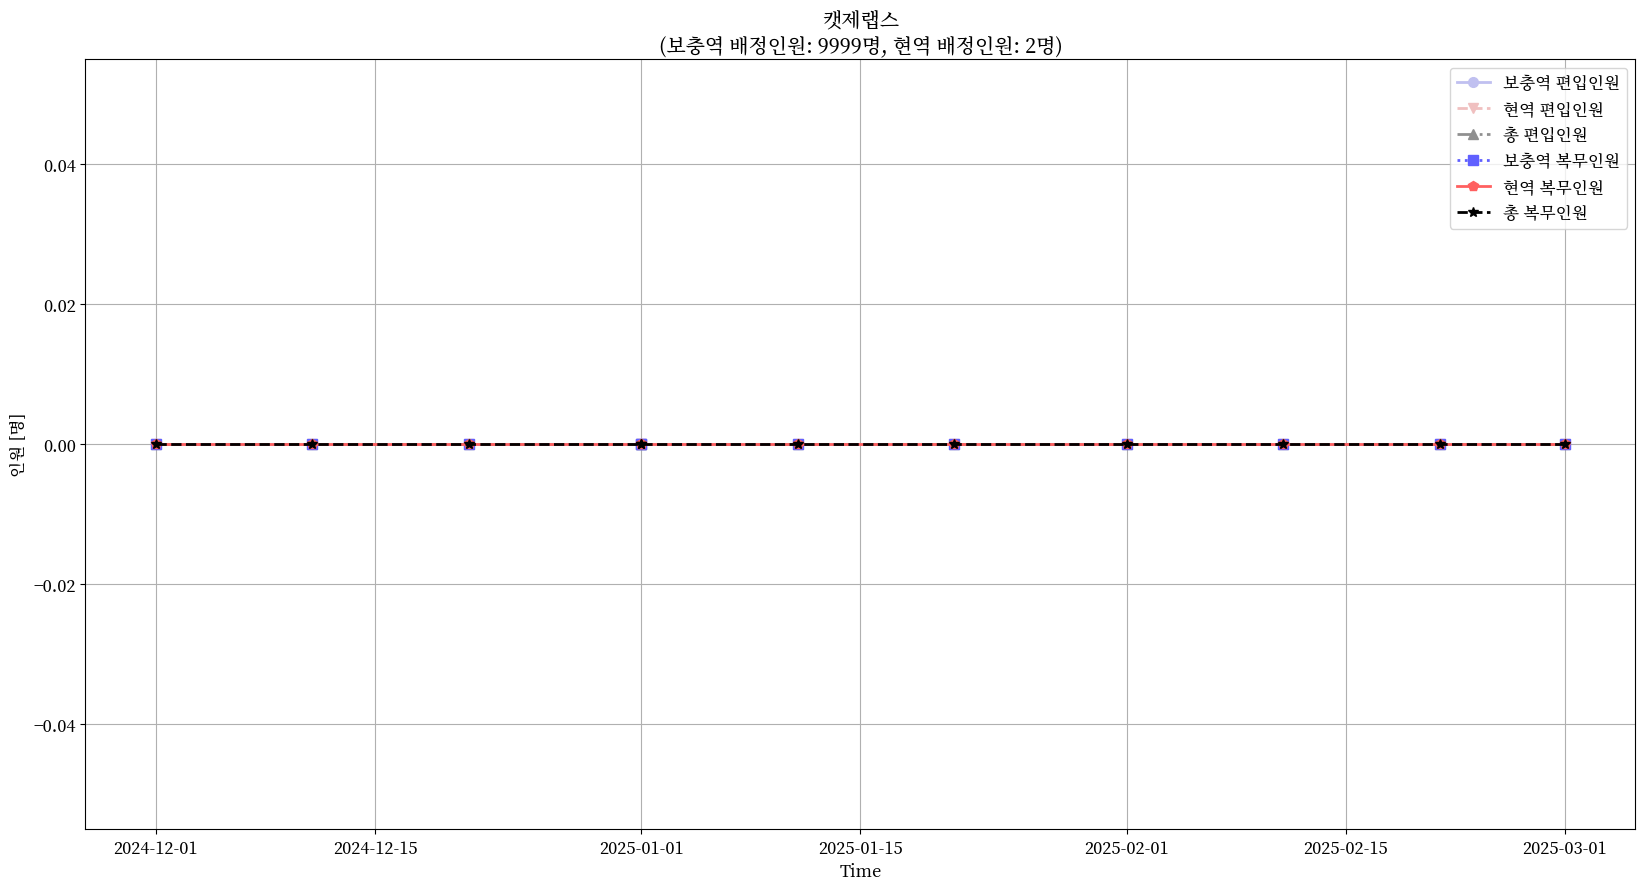 캣제랩스
(보충역 배정인원: 9999명, 현역 배정인원: 2명)
보충역 편입인원
현역 편입인원
총 편입인원
보충역 복무인원
현역 복무인원
총 복무인원
인원 [명]
0.04
0.02
0.00
−0.02
−0.04
2024-12-01
2024-12-15
2025-01-01
2025-01-15
2025-02-01
2025-02-15
2025-03-01
Time